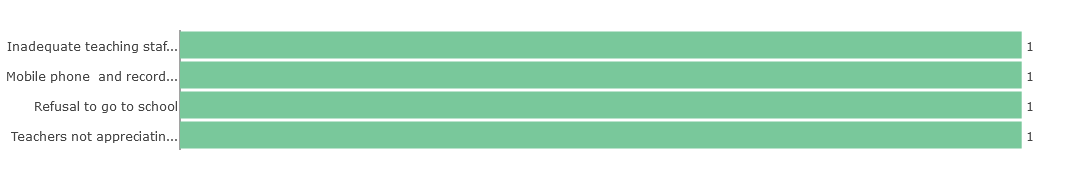 Inadequate teaching staf... 1
Mobile phone  and record... 1
Refusal to go to school 1
Teachers not appreciatin... 1